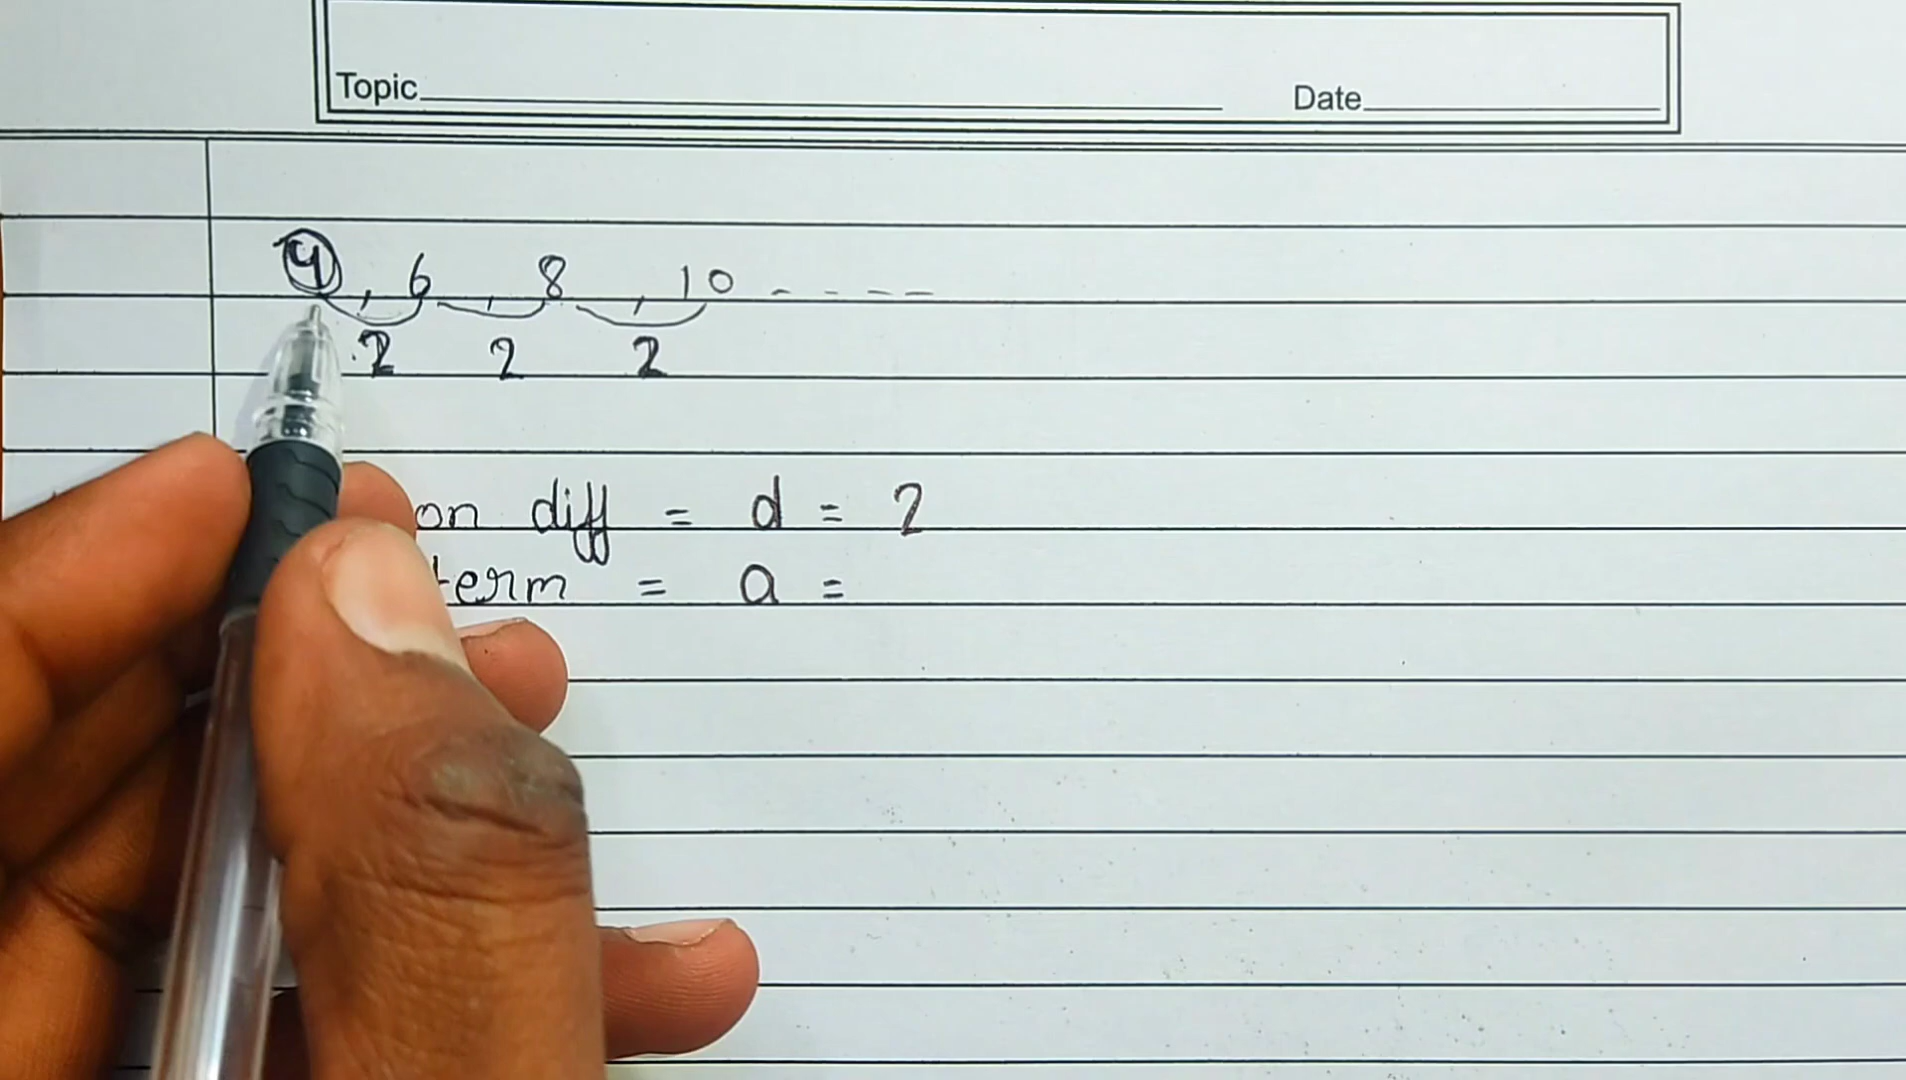 Topic Date
4, 6, 8, 10 - - - -
2 2 2
on diff = d = 2
term = a =